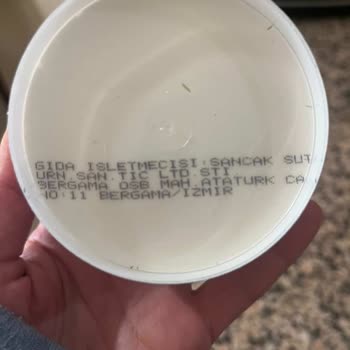 GIDA ISLETMECISI:SANCAK SUT
URN.SAN.TIC LTD.STI
BERGAMA OSB MAH.ATATURK CA
NO:11 BERGAMA/IZMIR